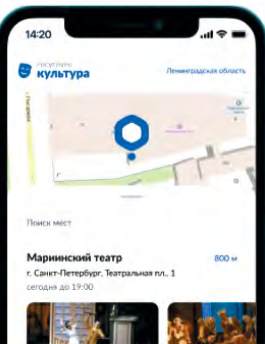 14:20
госуслуги
культура
Ленинградская область
Поиск мест
Мариинский театр
800 м
г. Санкт-Петербург, Театральная пл., 1
сегодня до 19:00